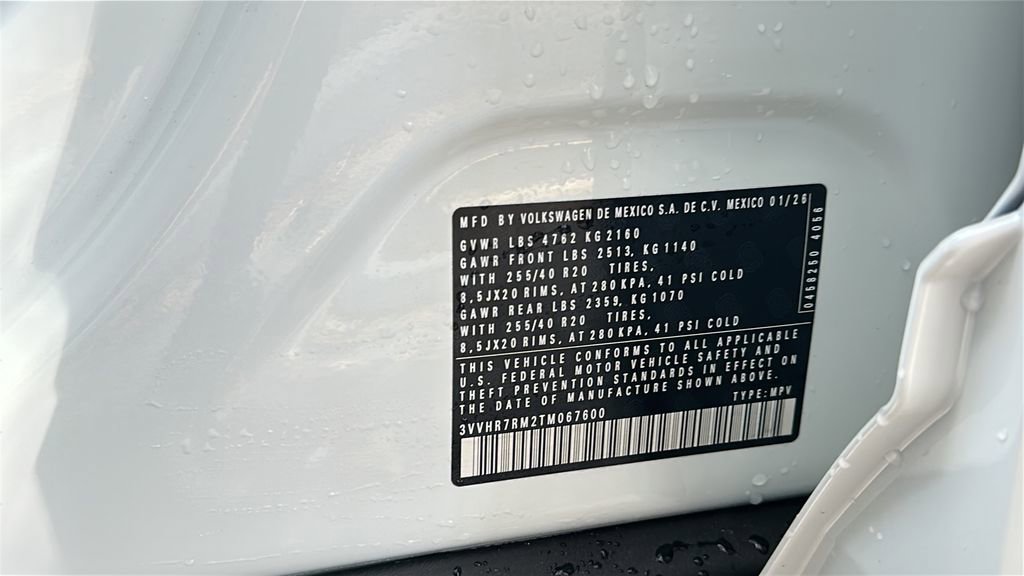 MFD BY VOLKSWAGEN DE MEXICO S.A. DE C.V. MEXICO 01/26
GVWR LBS 4762 KG 2160
GAWR FRONT LBS 2513, KG 1140
WITH 255/40 R20 TIRES,
8,5JX20 RIMS, AT 280 KPA, 41 PSI COLD
GAWR REAR LBS 2359, KG 1070
WITH 255/40 R20 TIRES,
8,5JX20 RIMS, AT 280 KPA, 41 PSI COLD
0458250 4056
THIS VEHICLE CONFORMS TO ALL APPLICABLE
U.S. FEDERAL MOTOR VEHICLE SAFETY AND
THEFT PREVENTION STANDARDS IN EFFECT ON
THE DATE OF MANUFACTURE SHOWN ABOVE.
TYPE:MPV
3VVHR7RM2TM067600